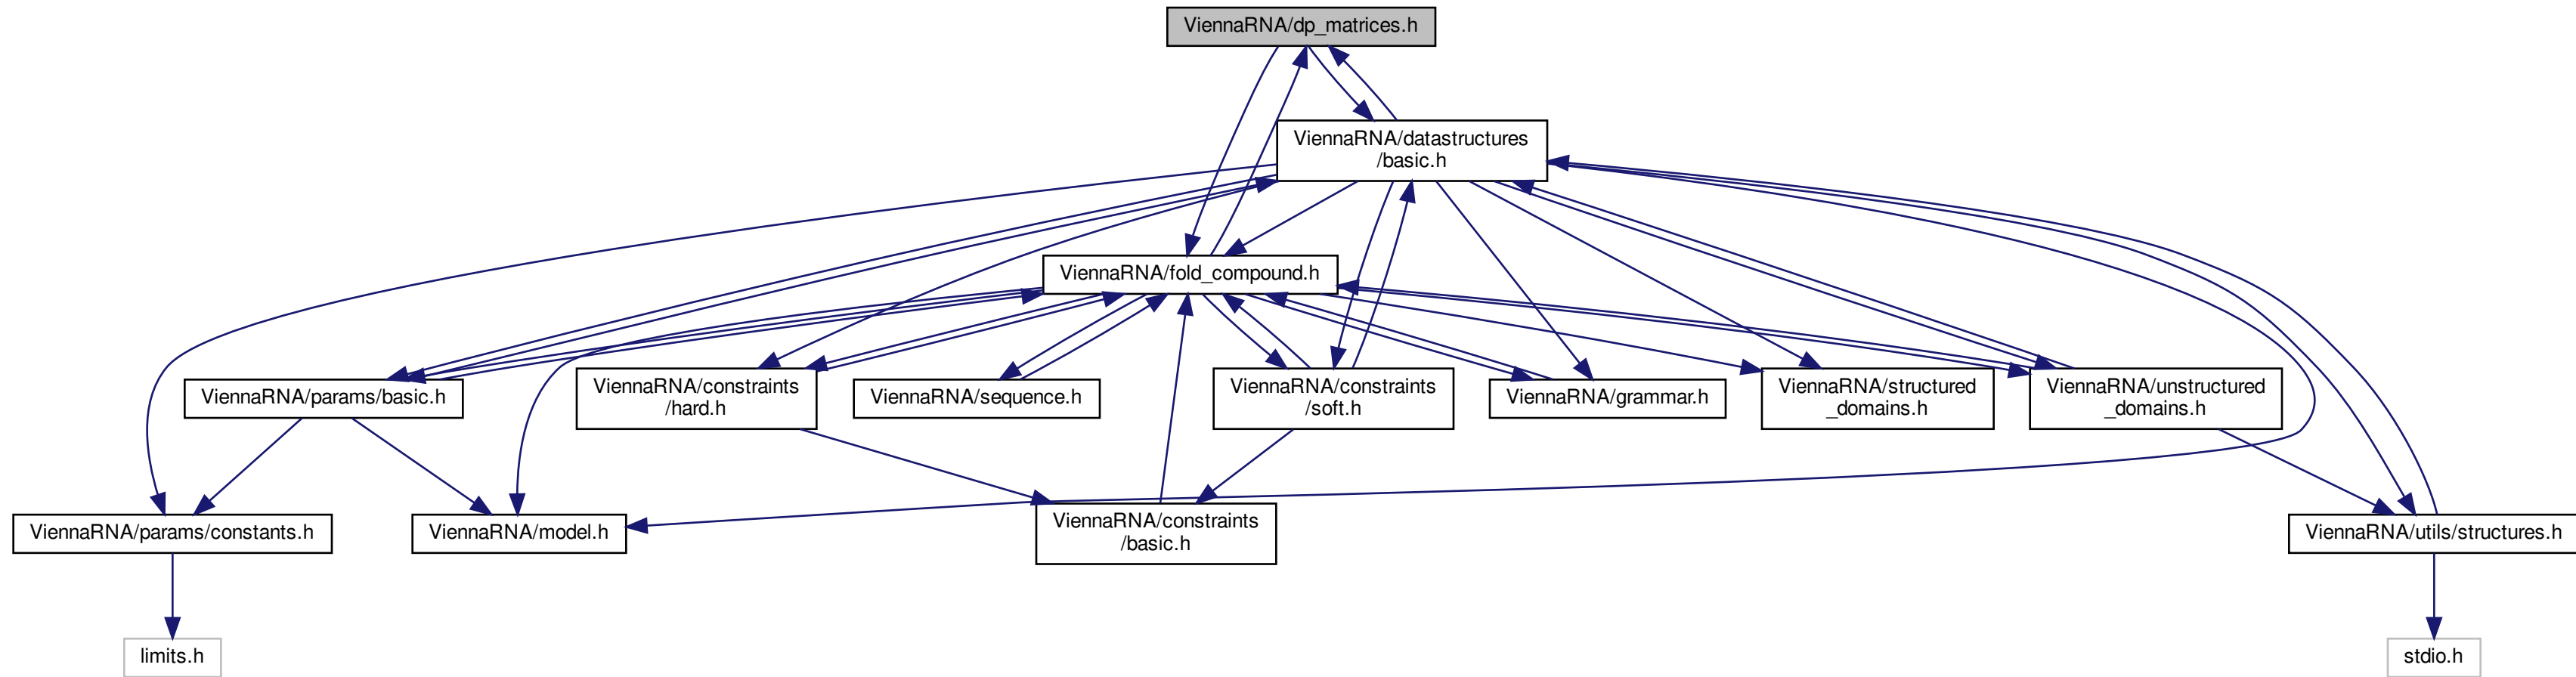 ViennaRNA/dp_matrices.h
ViennaRNA/datastructures
/basic.h
ViennaRNA/fold_compound.h
ViennaRNA/params/basic.h
ViennaRNA/constraints
/hard.h
ViennaRNA/sequence.h
ViennaRNA/constraints
/soft.h
ViennaRNA/grammar.h
ViennaRNA/structured
_domains.h
ViennaRNA/unstructured
_domains.h
ViennaRNA/params/constants.h
ViennaRNA/model.h
ViennaRNA/constraints
/basic.h
ViennaRNA/utils/structures.h
limits.h
stdio.h